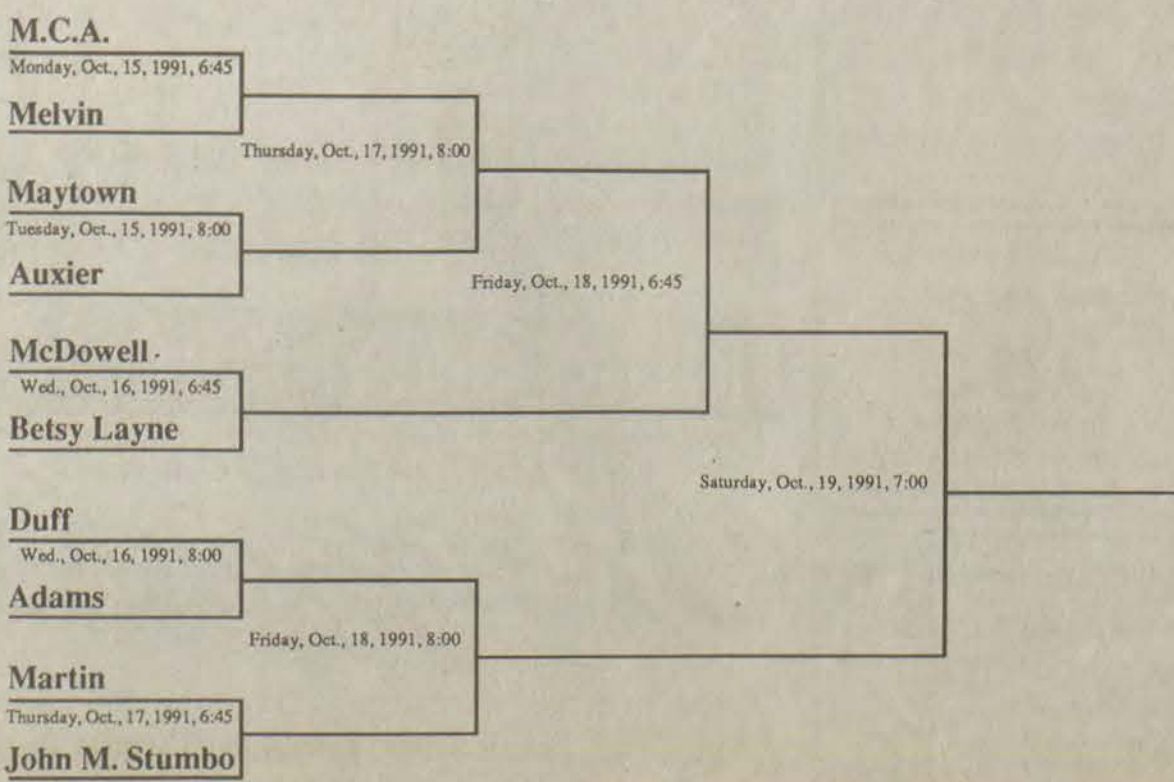 M.C.A.
Monday, Oct., 15, 1991, 6:45
Melvin
Thursday, Oct., 17, 1991, 8:00
Maytown
Tuesday, Oct., 15, 1991, 8:00
Auxier
Friday, Oct., 18, 1991, 6:45
McDowell
Wed., Oct., 16, 1991, 6:45
Betsy Layne
Saturday, Oct., 19, 1991, 7:00
Duff
Wed., Oct., 16, 1991, 8:00
Adams
Friday, Oct., 18, 1991, 8:00
Martin
Thursday, Oct., 17, 1991, 6:45
John M. Stumbo